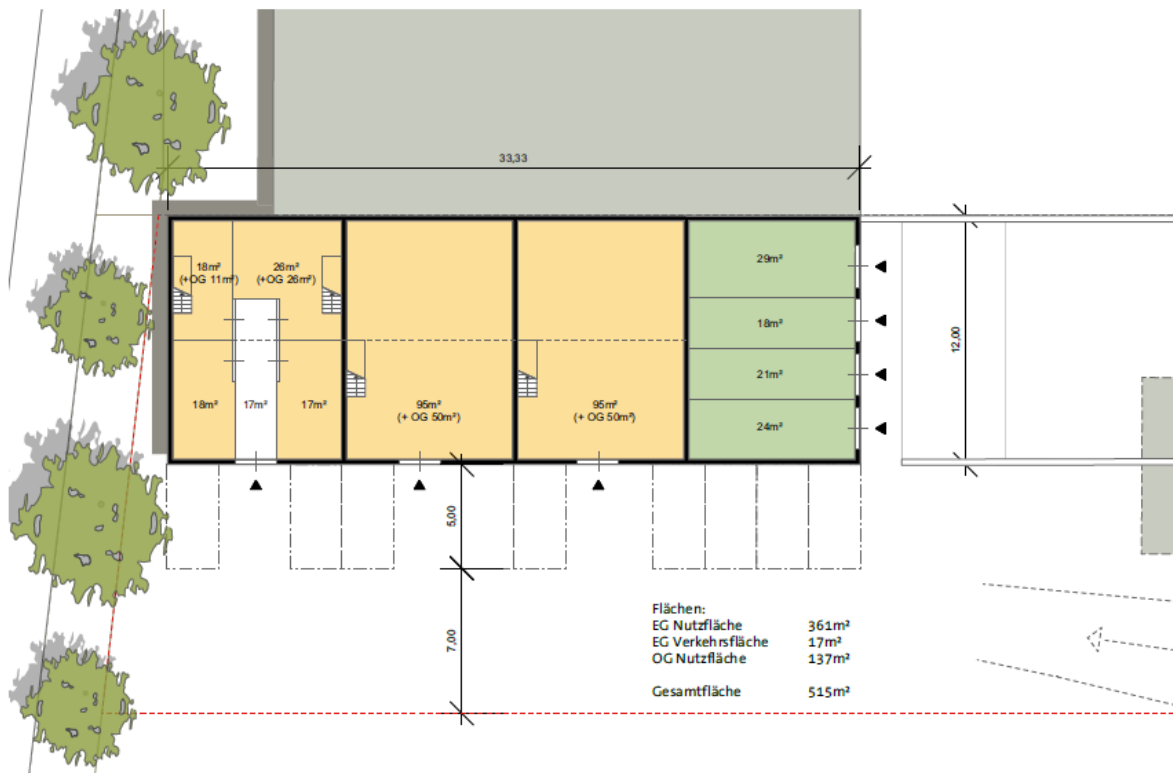 33,33
18m²
(+OG 11m²)
26m²
(+OG 26m²)
29m²
18m²
12,00
21m²
18m²
17m²
17m²
95m²
(+ OG 50m²)
95m²
(+ OG 50m²)
24m²
5,00
7,00
Flächen:
EG Nutzfläche 361m²
EG Verkehrsfläche 17m²
OG Nutzfläche 137m²
Gesamtfläche 515m²